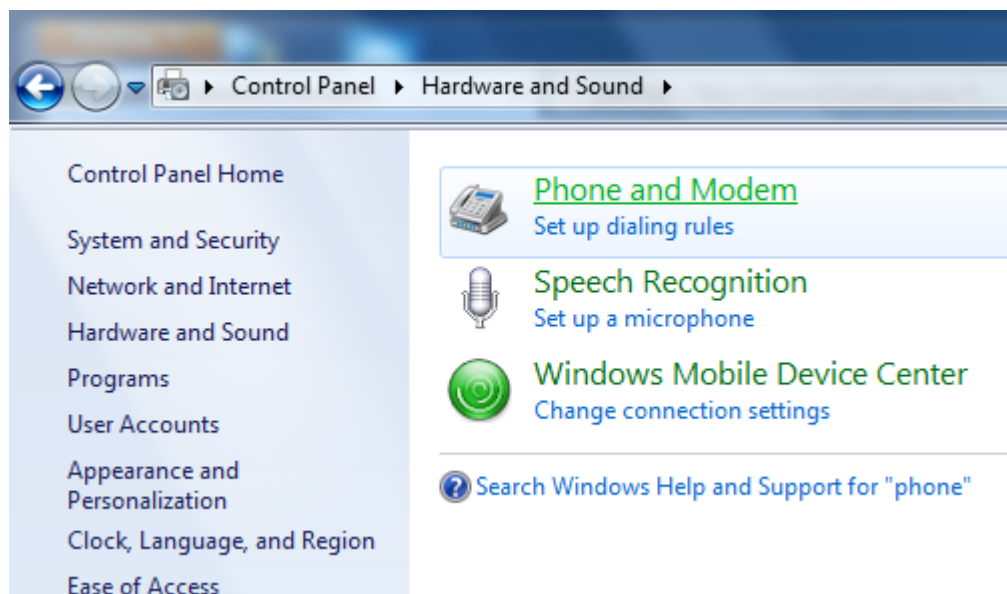 Control Panel Hardware and Sound
Control Panel Home
System and Security
Network and Internet
Hardware and Sound
Programs
User Accounts
Appearance and
Personalization
Clock, Language, and Region
Ease of Access
Phone and Modem
Set up dialing rules
Speech Recognition
Set up a microphone
Windows Mobile Device Center
Change connection settings
Search Windows Help and Support for "phone"